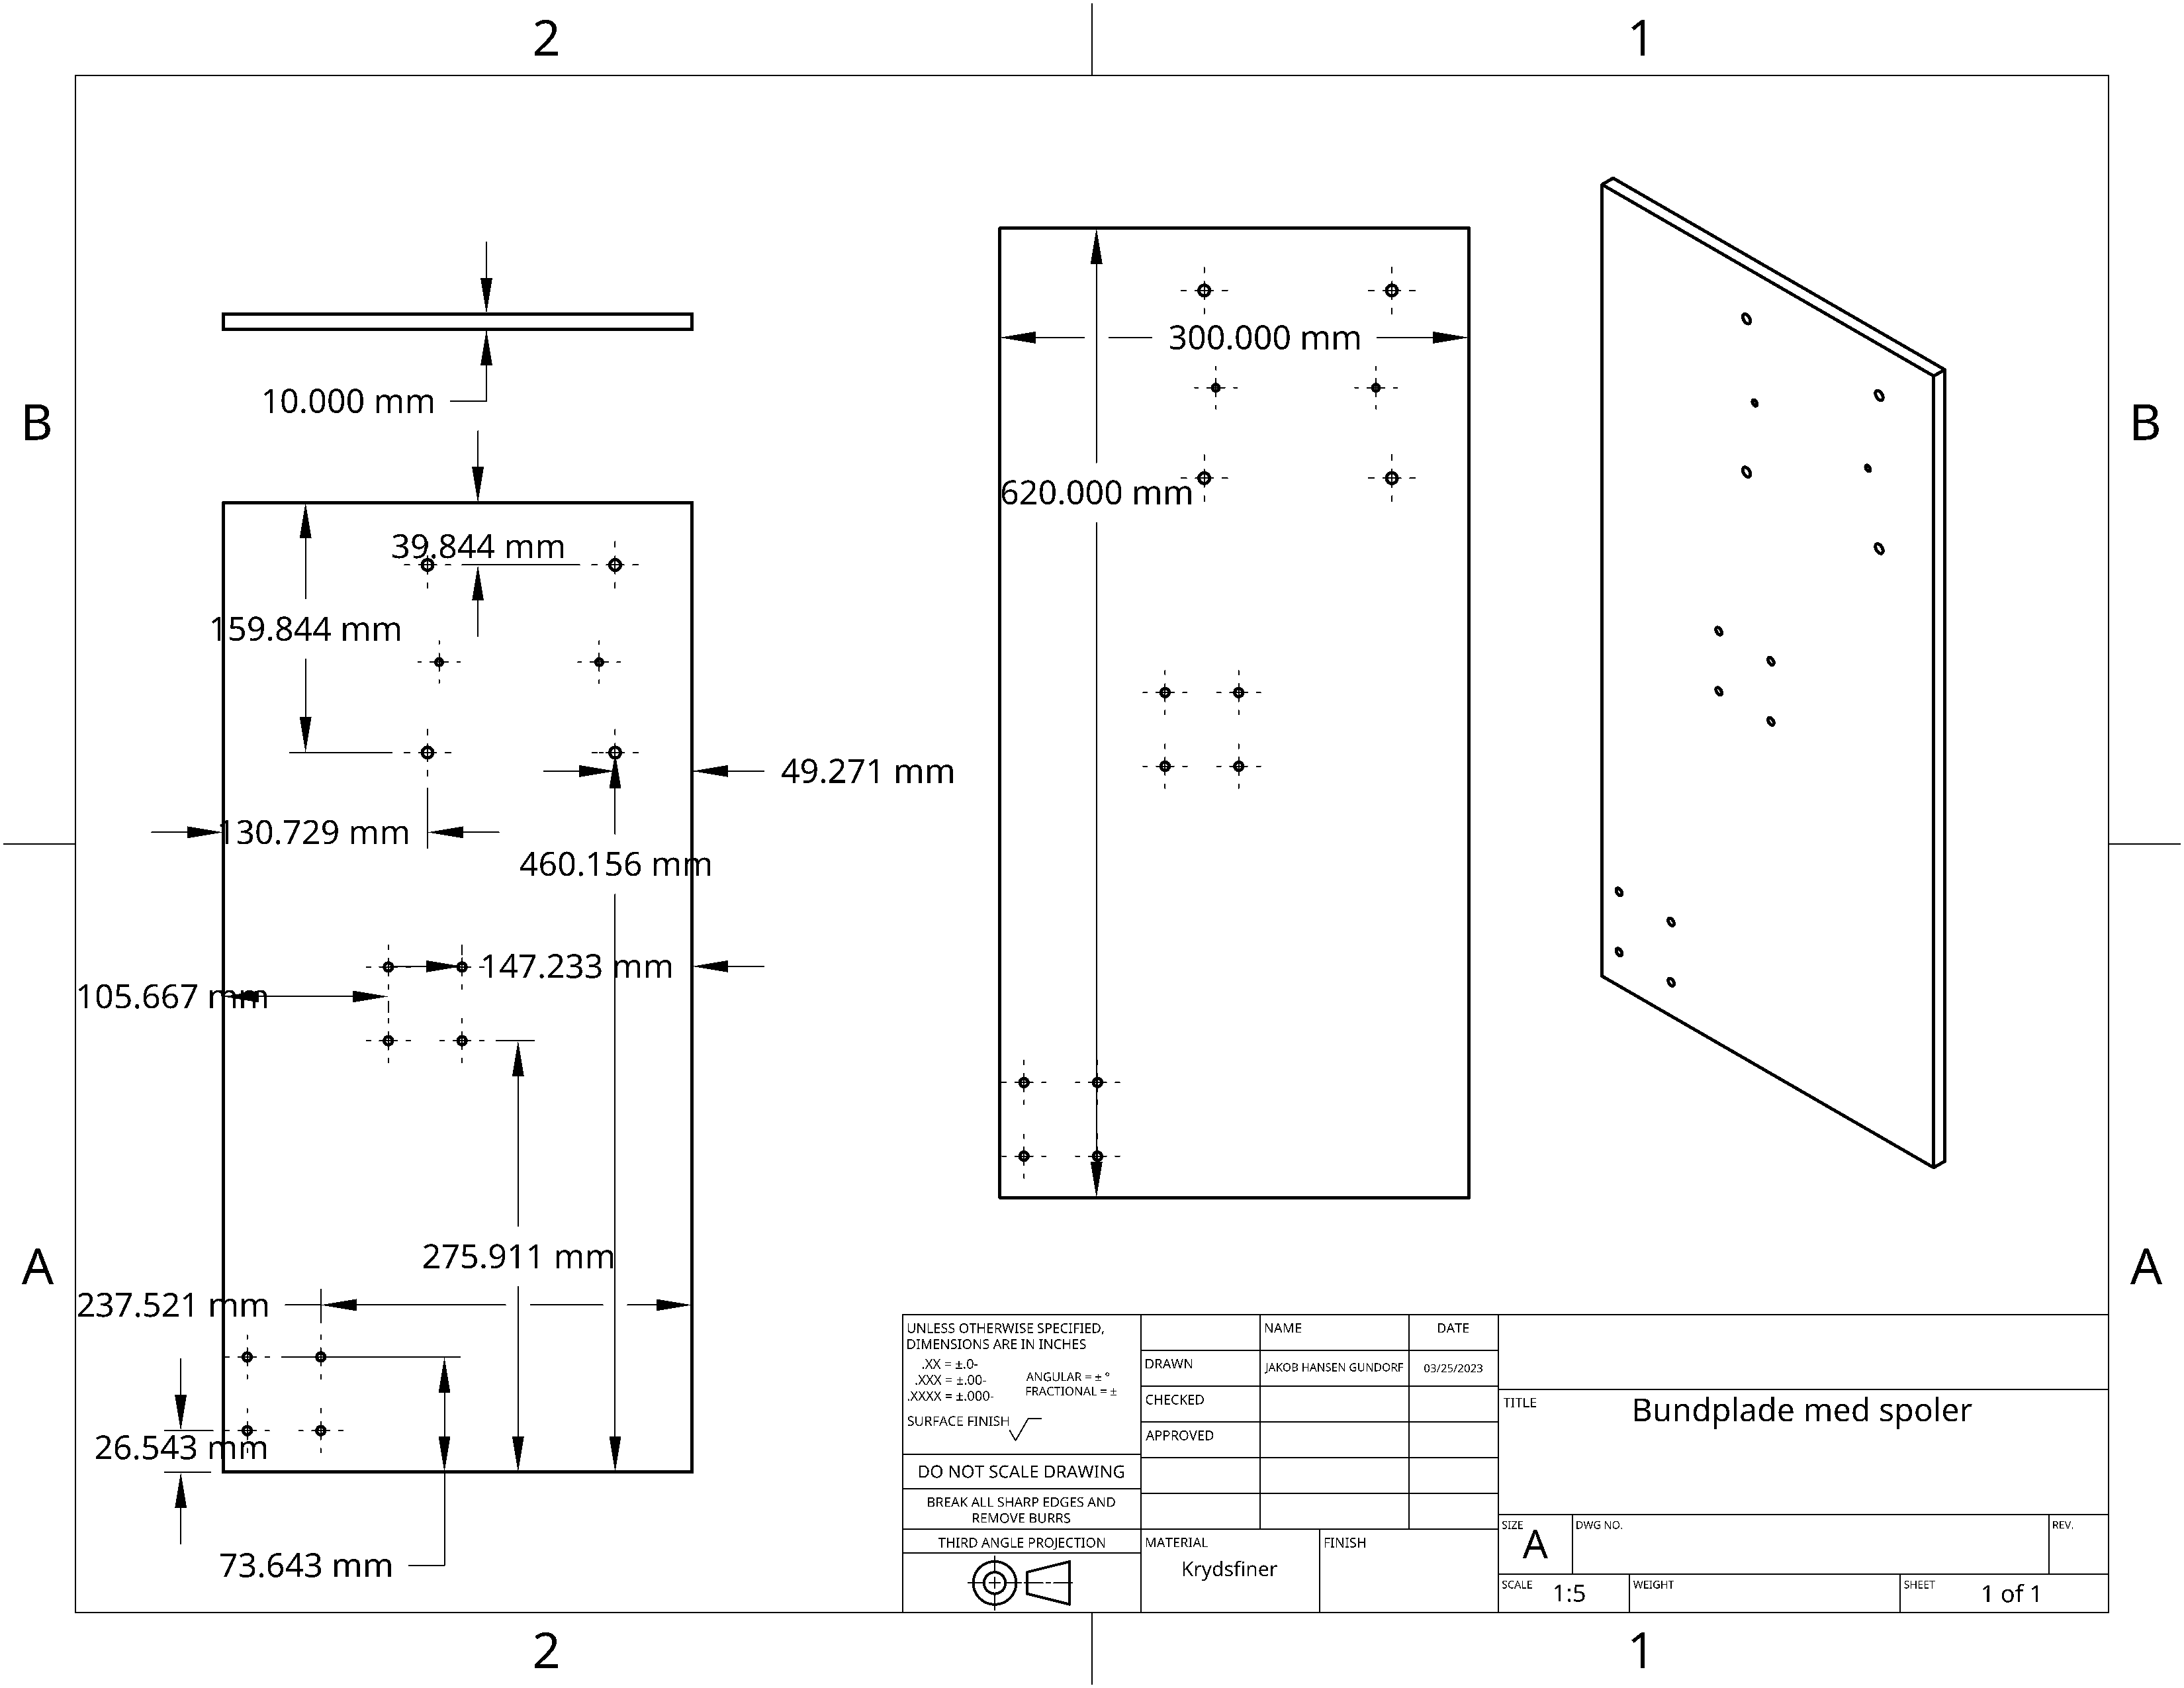 2
1
B
B
10.000 mm
300.000 mm
620.000 mm
39.844 mm
159.844 mm
49.271 mm
130.729 mm
460.156 mm
147.233 mm
105.667 mm
275.911 mm
237.521 mm
26.543 mm
73.643 mm
A
A
UNLESS OTHERWISE SPECIFIED,
DIMENSIONS ARE IN INCHES
.XX = ±.0-
.XXX = ±.00-
.XXXX = ±.000-
ANGULAR = ± °
FRACTIONAL = ±
SURFACE FINISH
DO NOT SCALE DRAWING
BREAK ALL SHARP EDGES AND
REMOVE BURRS
THIRD ANGLE PROJECTION
NAME DATE
DRAWN JAKOB HANSEN GUNDORF 03/25/2023
CHECKED
APPROVED
MATERIAL
Krydsfiner
FINISH
TITLE
Bundplade med spoler
SIZE
A
DWG NO.
REV.
SCALE 1:5
WEIGHT
SHEET 1 of 1
2
1